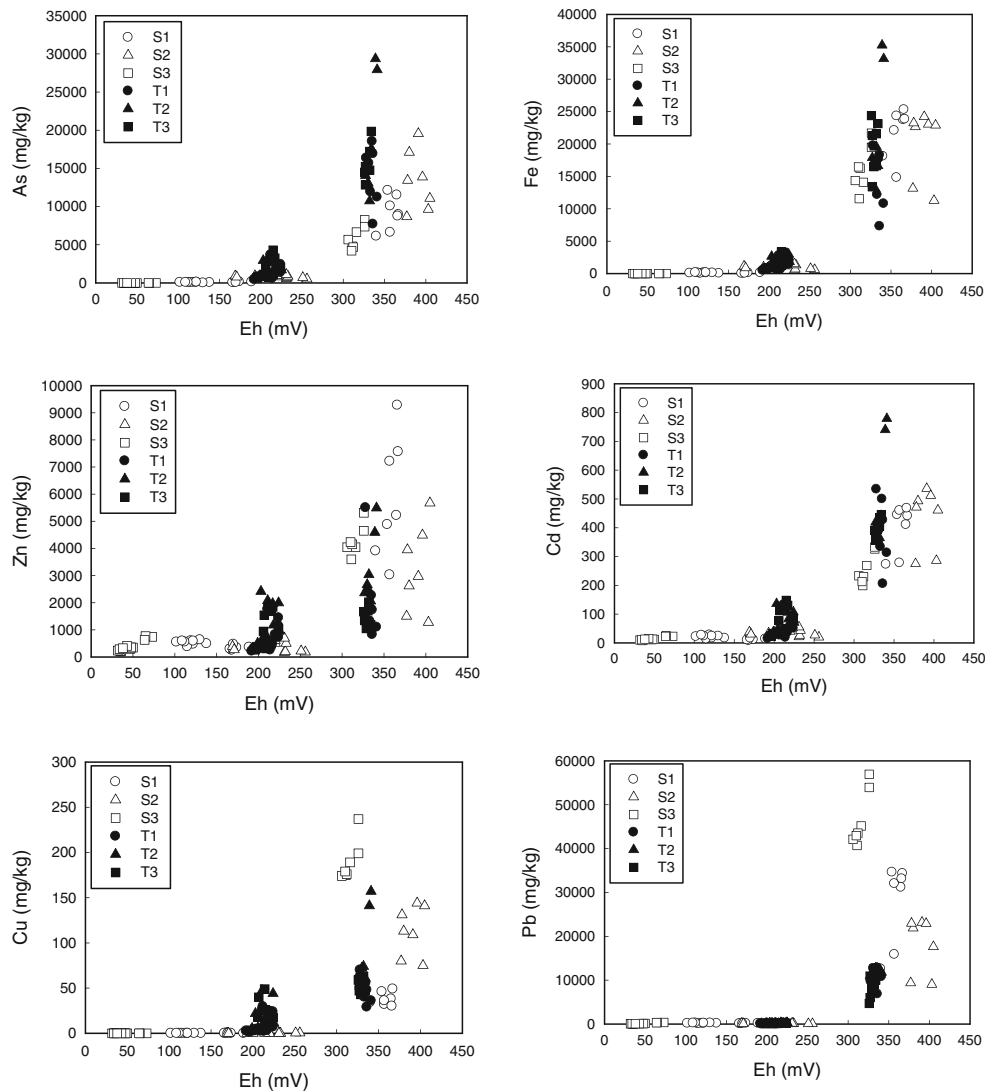 35000
30000
25000
20000
15000
10000
5000
0
As (mg/kg)
S1
S2
S3
T1
T2
T3
0 50 100 150 200 250 300 350 400 450
Eh (mV)
40000
35000
30000
25000
20000
15000
10000
5000
0
Fe (mg/kg)
S1
S2
S3
T1
T2
T3
0 50 100 150 200 250 300 350 400 450
Eh (mV)
10000
9000
8000
7000
6000
5000
4000
3000
2000
1000
0
Zn (mg/kg)
S1
S2
S3
T1
T2
T3
0 50 100 150 200 250 300 350 400 450
Eh (mV)
900
800
700
600
500
400
300
200
100
0
Cd (mg/kg)
S1
S2
S3
T1
T2
T3
0 50 100 150 200 250 300 350 400 450
Eh (mV)
300
250
200
150
100
50
0
Cu (mg/kg)
S1
S2
S3
T1
T2
T3
0 50 100 150 200 250 300 350 400 450
Eh (mV)
60000
50000
40000
30000
20000
10000
0
Pb (mg/kg)
S1
S2
S3
T1
T2
T3
0 50 100 150 200 250 300 350 400 450
Eh (mV)